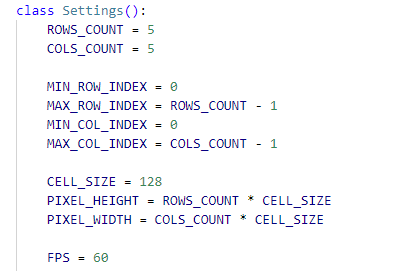 class Settings():
ROWS_COUNT = 5
COLS_COUNT = 5
MIN_ROW_INDEX = 0
MAX_ROW_INDEX = ROWS_COUNT - 1
MIN_COL_INDEX = 0
MAX_COL_INDEX = COLS_COUNT - 1
CELL_SIZE = 128
PIXEL_HEIGHT = ROWS_COUNT * CELL_SIZE
PIXEL_WIDTH = COLS_COUNT * CELL_SIZE
FPS = 60